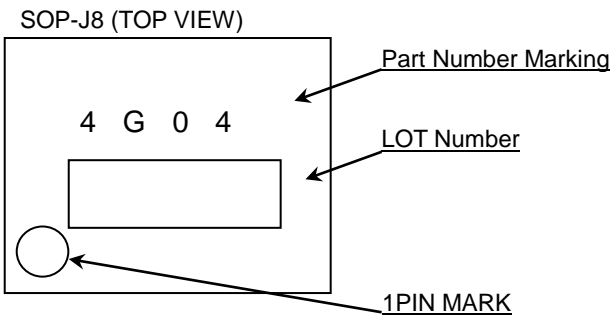 SOP-J8 (TOP VIEW)
Part Number Marking
4 G 0 4
LOT Number
1PIN MARK